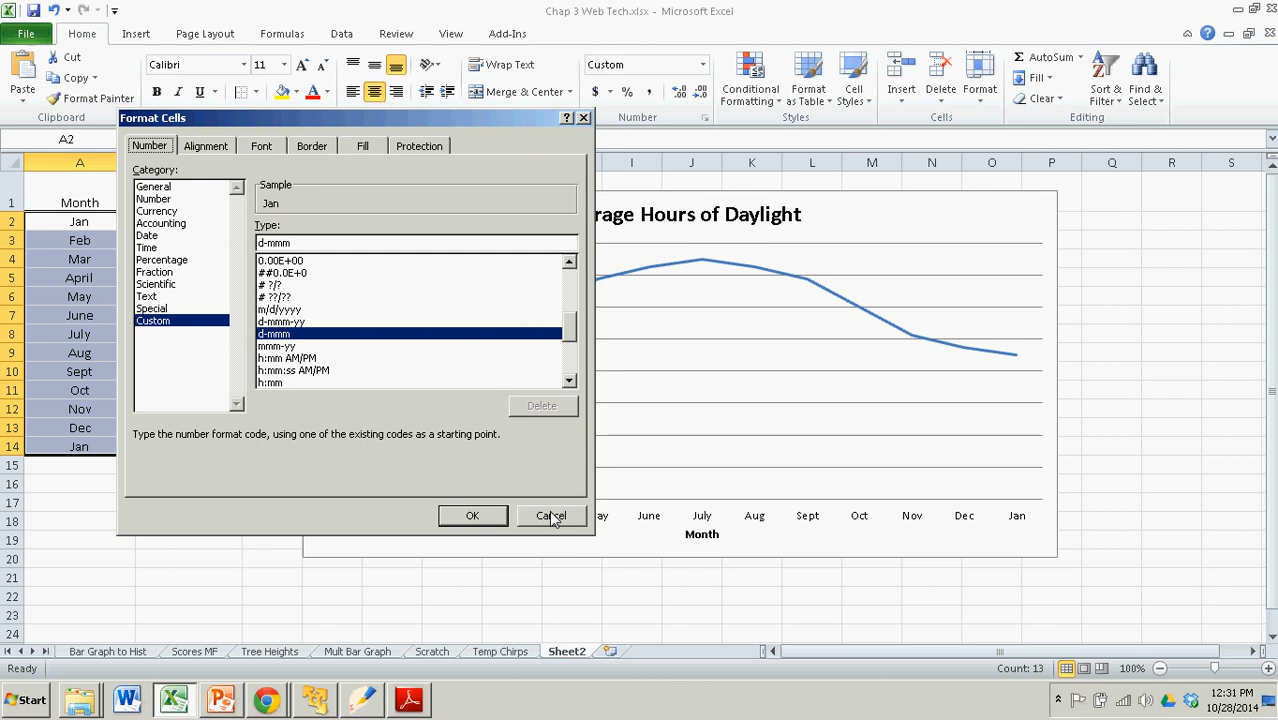 Chap 3 Web Tech.xlsx - Microsoft Excel
File Home Insert Page Layout Formulas Data Review View Add-Ins
Cut
Copy
Format Painter
Paste
Clipboard
Calibri 11
B I U
Wrap Text
Merge & Center
Custom
$ % ,
Number
Conditional Formatting
Format as Table
Cell Styles
Styles
Insert Delete Format
Cells
AutoSum
Fill
Clear
Sort & Filter
Find & Select
Editing
A2
A I J K L M N O P Q R S
1 Month
2 Jan
3 Feb
4 Mar
5 April
6 May
7 June
8 July
9 Aug
10 Sept
11 Oct
12 Nov
13 Dec
14 Jan
15
16
17
18
19
20
21
22
23
24
Format Cells
Number Alignment Font Border Fill Protection
Category:
General
Number
Currency
Accounting
Date
Time
Percentage
Fraction
Scientific
Text
Special
Custom
Sample
Jan
Type:
d-mmm
0.00E+00
##0.0E+0
# ?/?
# ??/??
m/d/yyyy
d-mmm-yy
d-mmm
mmm-yy
h:mm AM/PM
h:mm:ss AM/PM
h:mm
Delete
Type the number format code, using one of the existing codes as a starting point.
OK Cancel
rage Hours of Daylight
ay June July Aug Sept Oct Nov Dec Jan
Month
Bar Graph to Hist Scores MF Tree Heights Mult Bar Graph Scratch Temp Chirps Sheet2
Ready Count: 13 100%
Start 12:31 PM
10/28/2014